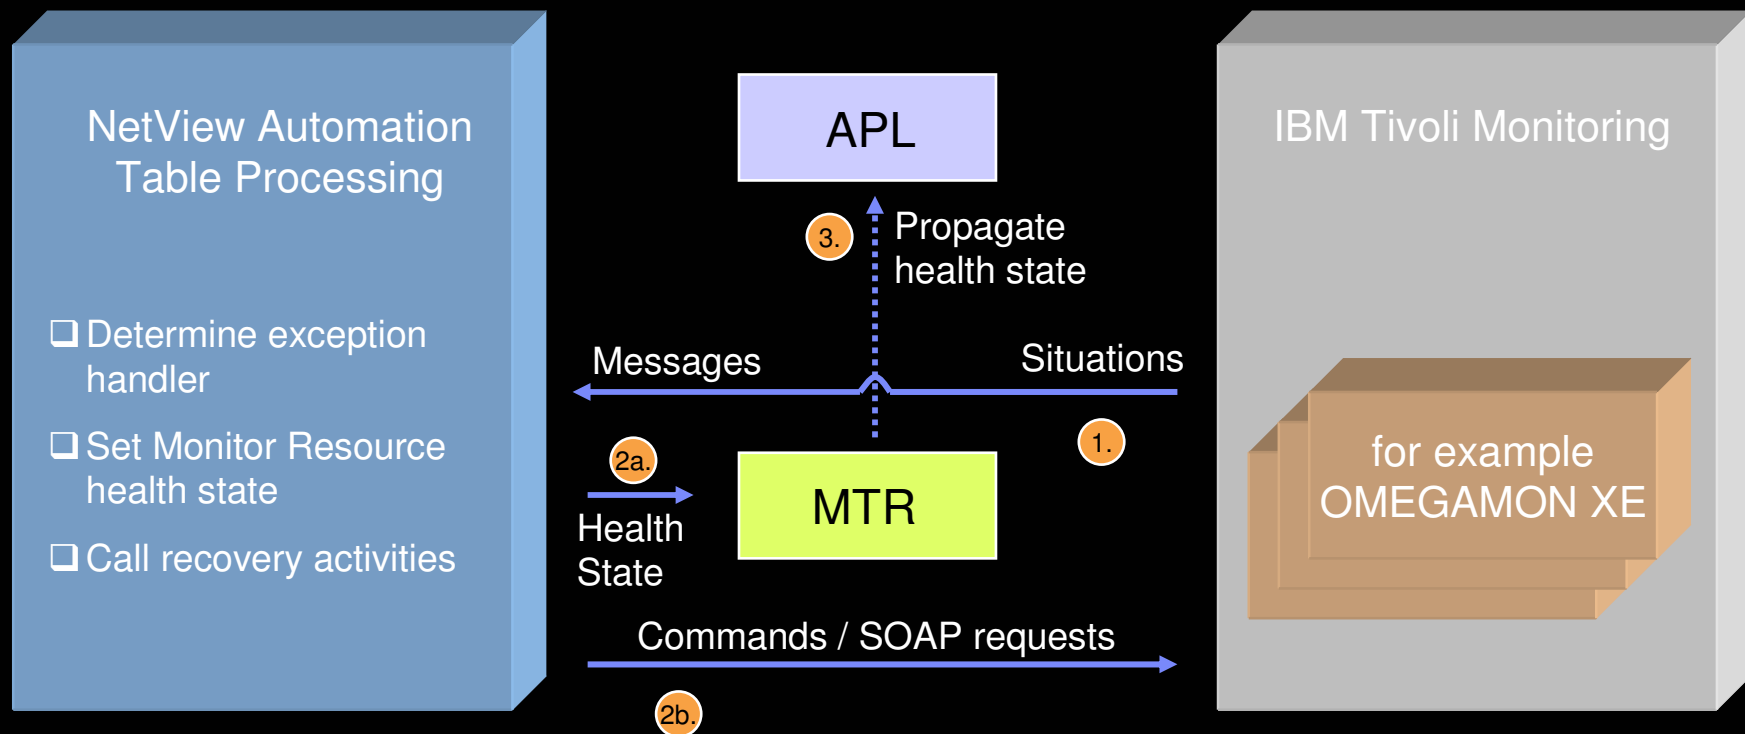 NetView Automation
Table Processing
❑ Determine exception
handler
❑ Set Monitor Resource
health state
❑ Call recovery activities
APL
3.
Propagate
health state
Messages
Situations
1.
2a.
Health
State
MTR
Commands / SOAP requests
2b.
IBM Tivoli Monitoring
for example
OMEGAMON XE